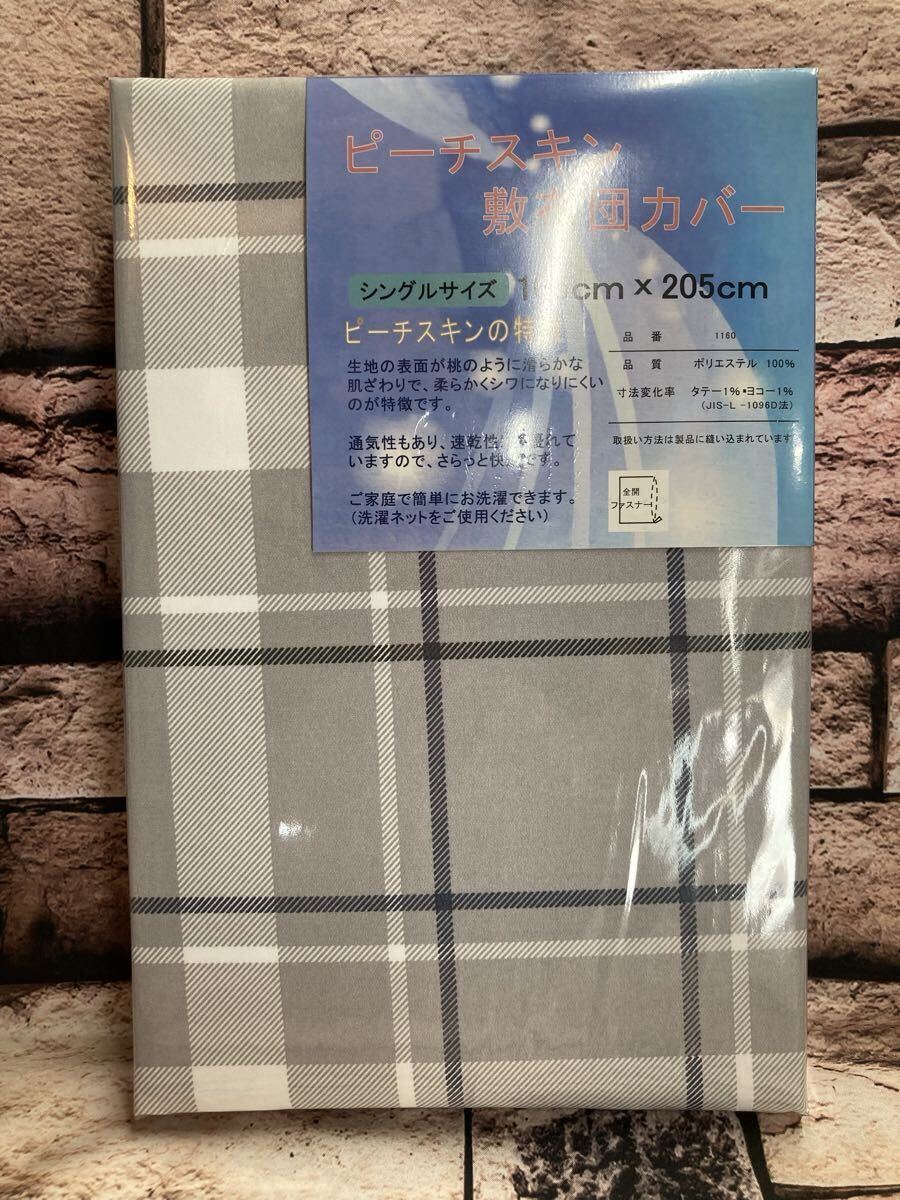 ピーチスキン
敷布団カバー
シングルサイズ cm × 205cm
ピーチスキンの特
品番 1160
品質 ポリエステル 100%
寸法変化率 タテー1%・ヨコー1%
(JIS-L -1096D法)
取扱い方法は製品に縫い込まれています
全開
ファスナー
生地の表面が桃のように滑らかな
肌ざわりで、柔らかくシワになりにくい
のが特徴です。
通気性もあり、速乾性にも優れて
いますので、さらっと快適です。
ご家庭で簡単にお洗濯できます。
(洗濯ネットをご使用ください)